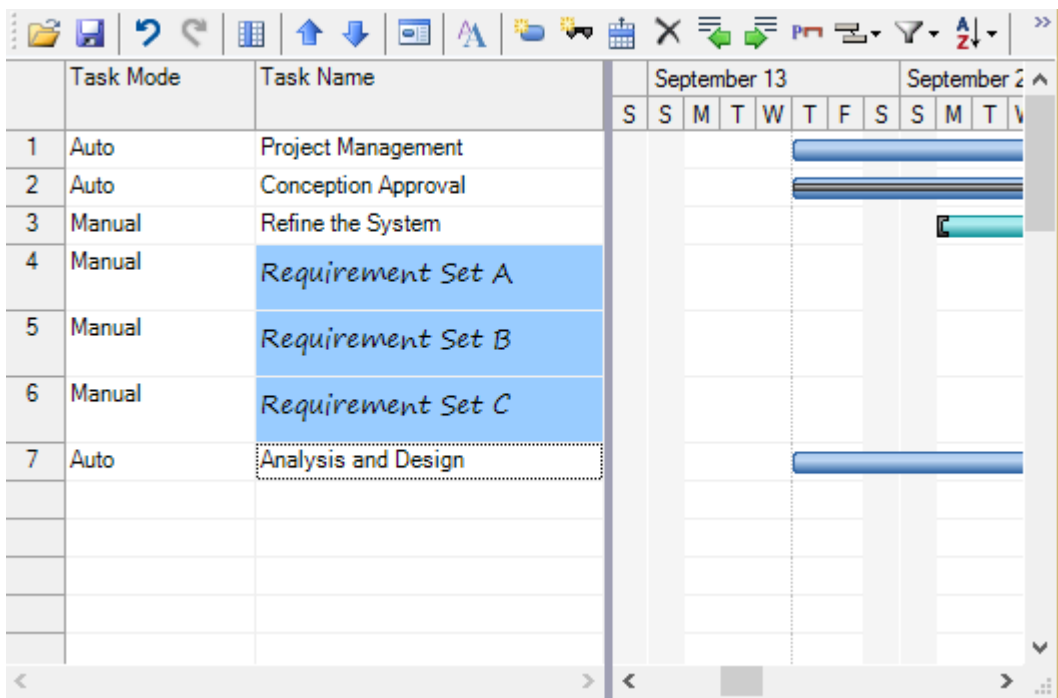 Task Mode Task Name September 13 September 2
S S M T W T F S S M T W
1 Auto Project Management
2 Auto Conception Approval
3 Manual Refine the System
4 Manual Requirement Set A
5 Manual Requirement Set B
6 Manual Requirement Set C
7 Auto Analysis and Design